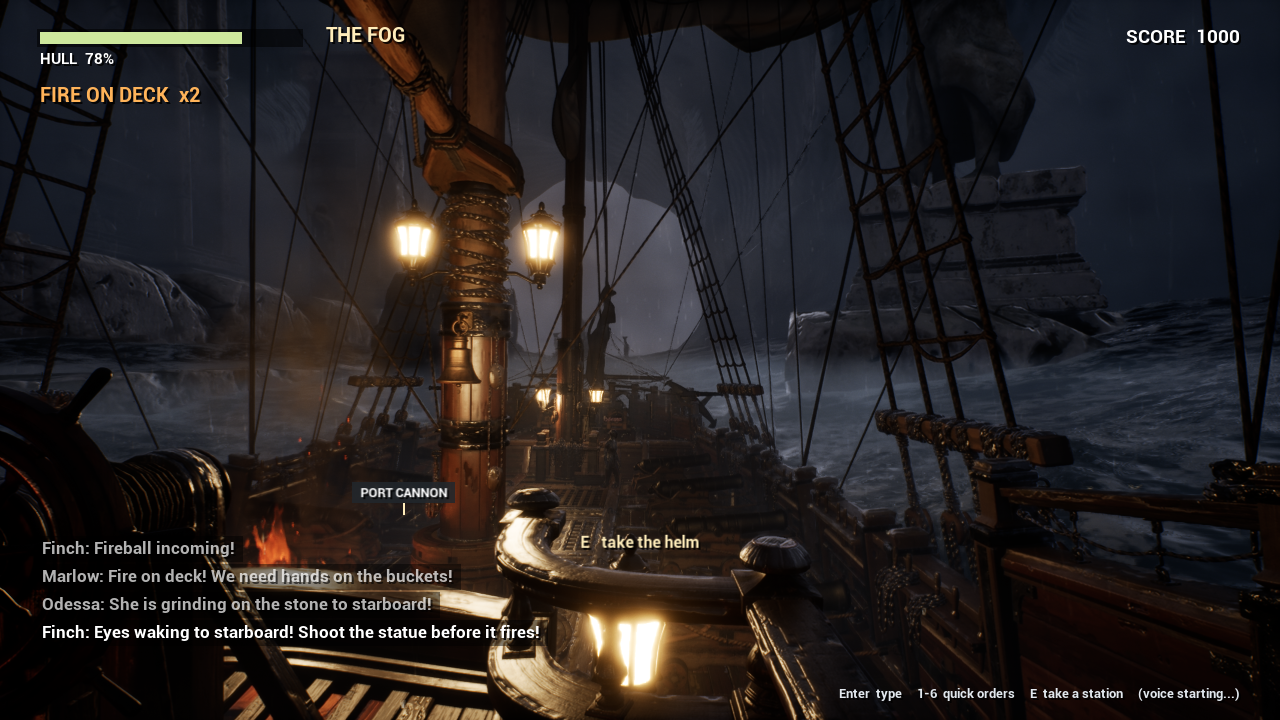 THE FOG
SCORE 1000
HULL 78%
FIRE ON DECK x2
PORT CANNON
E take the helm
Finch: Fireball incoming!
Marlow: Fire on deck! We need hands on the buckets!
Odessa: She is grinding on the stone to starboard!
Finch: Eyes waking to starboard! Shoot the statue before it fires!
Enter type 1-6 quick orders E take a station (voice starting...)